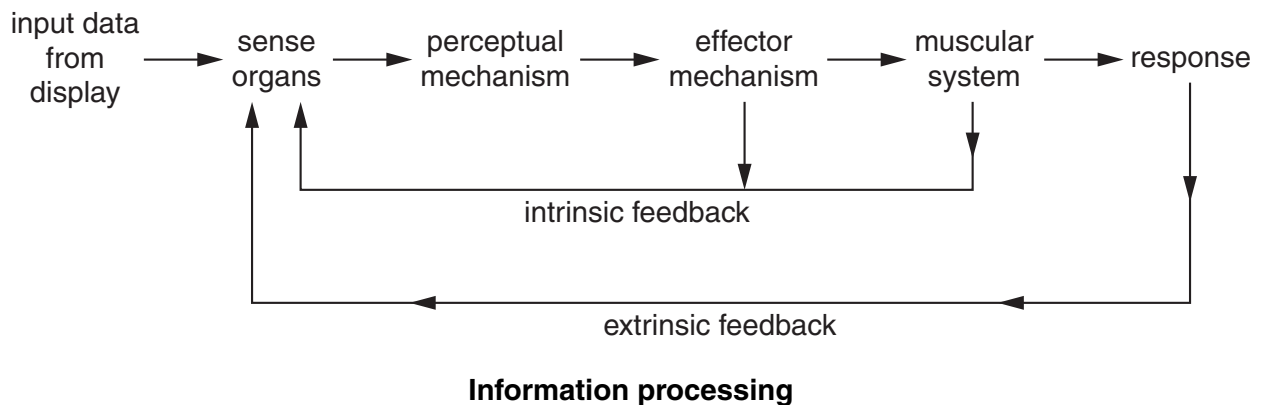 input data
from
display
sense
organs
perceptual
mechanism
effector
mechanism
muscular
system
response
intrinsic feedback
extrinsic feedback
Information processing